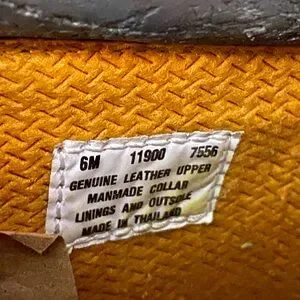 6M 11900 7556
GENUINE LEATHER UPPER
MANMADE COLLAR
LININGS AND OUTSOLE
MADE IN THAILAND